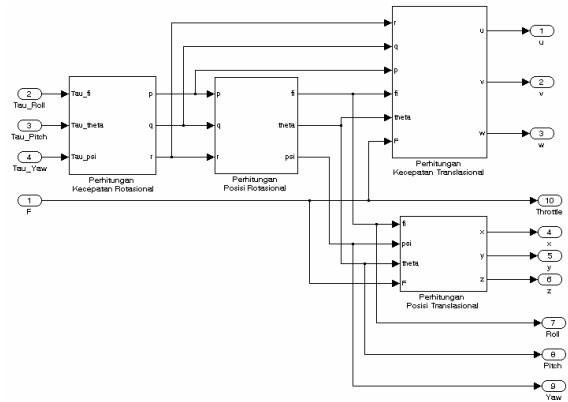 2
Tau_Roll
3
Tau_Pitch
4
Tau_Yaw
1
F
Tau_fi
Tau_theta
Tau_psi
p
q
r
Perhitungan
Kecepatan Rotasional
p
q
r
fi
theta
psi
Perhitungan
Posisi Rotasional
r
q
p
fi
theta
F
u
v
w
Perhitungan
Kecepatan Translasional
1
u
2
v
3
w
10
Throttle
fi
psi
theta
F
x
y
z
Perhitungan
Posisi Translasional
4
x
5
y
6
z
7
Roll
8
Pitch
9
Yaw